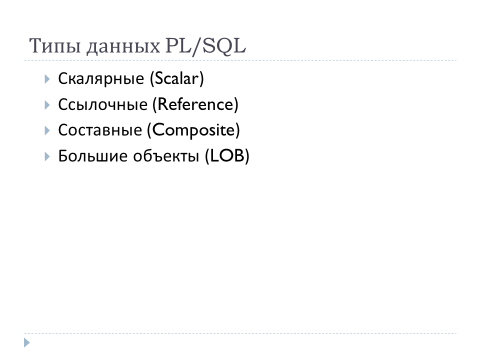 Типы данных PL/SQL
Скалярные (Scalar)
Ссылочные (Reference)
Составные (Composite)
Большие объекты (LOB)